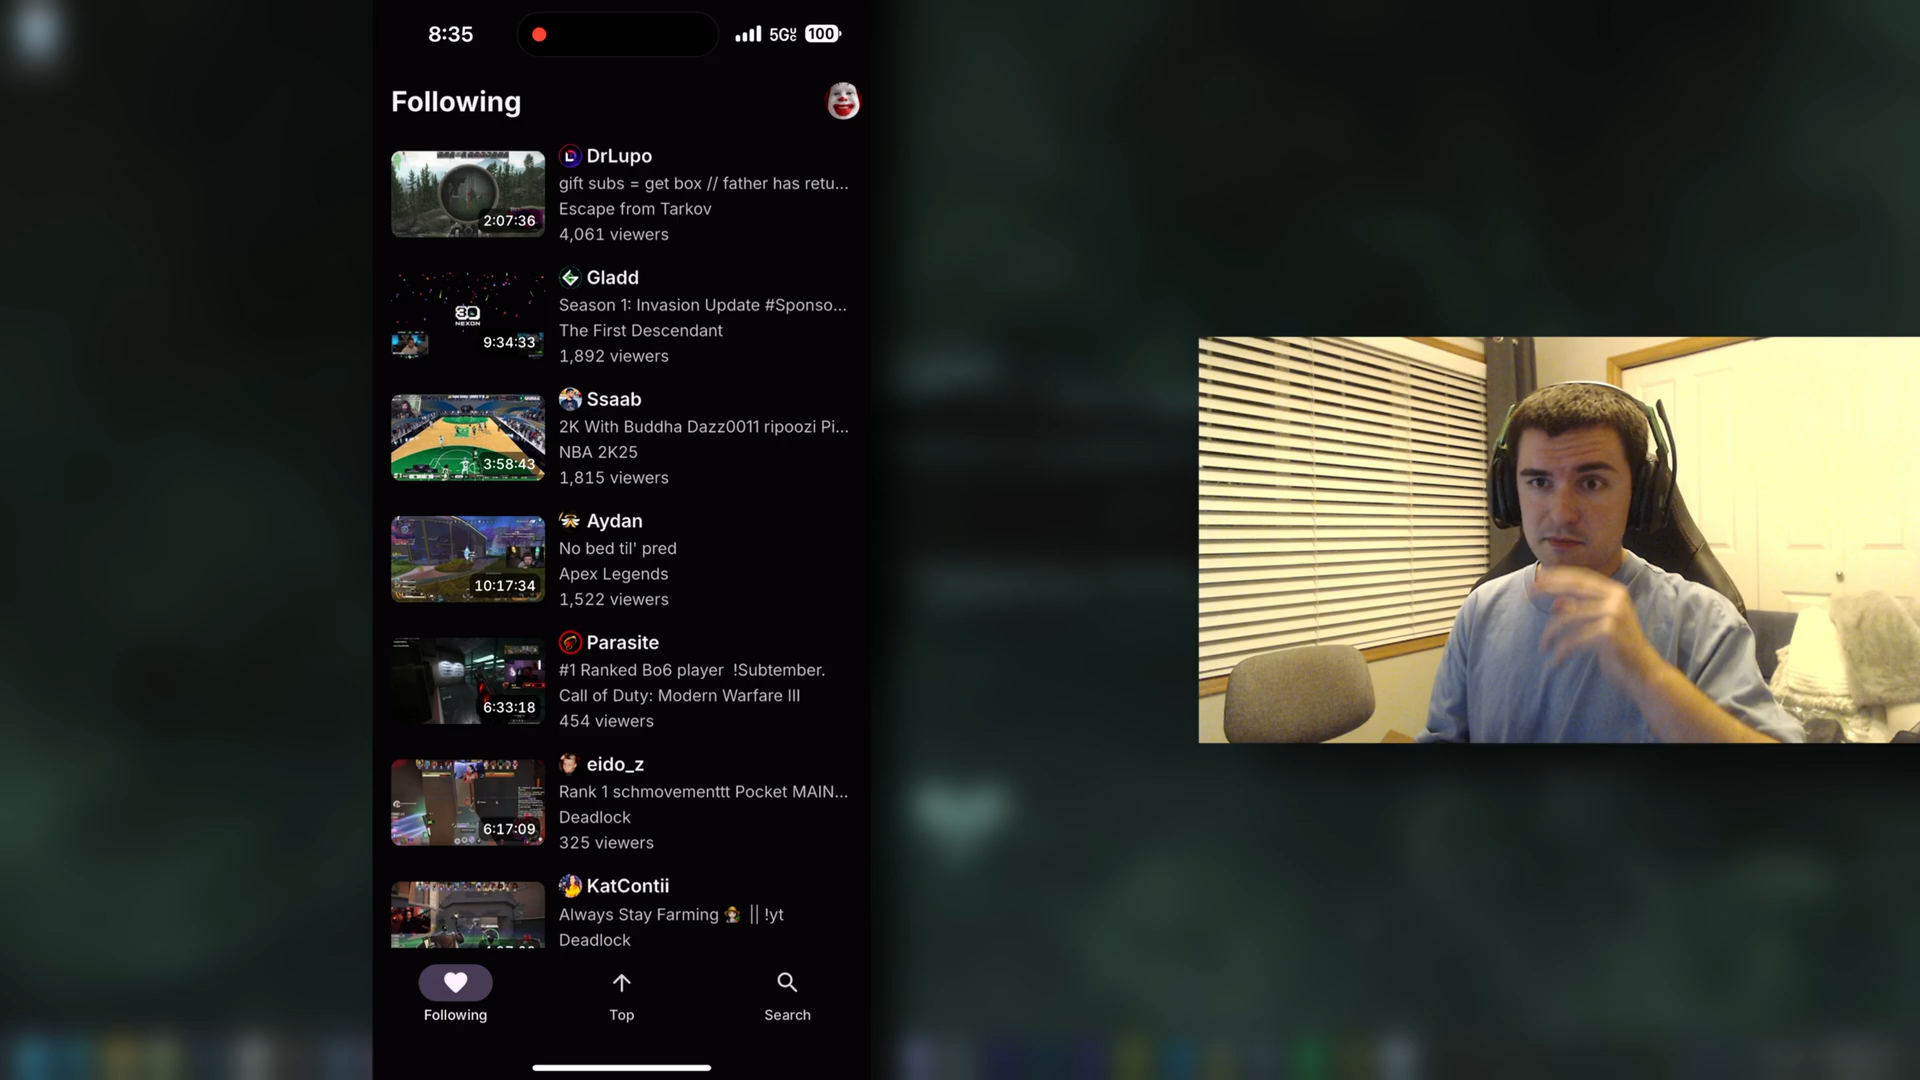 8:35
5G
100
Following
DrLupo
gift subs = get box // father has retu...
Escape from Tarkov
4,061 viewers
2:07:36
Gladd
Season 1: Invasion Update #Sponso...
The First Descendant
1,892 viewers
30
NEXON
9:34:33
Ssaab
2K With Buddha Dazz0011 ripoozi Pi...
NBA 2K25
1,815 viewers
3:58:43
Aydan
No bed til' pred
Apex Legends
1,522 viewers
10:17:34
Parasite
#1 Ranked Bo6 player !Subtember.
Call of Duty: Modern Warfare III
454 viewers
6:33:18
eido_z
Rank 1 schmovementtt Pocket MAIN...
Deadlock
325 viewers
6:17:09
KatContii
Always Stay Farming 👩‍🌾 || !yt
Deadlock
Following
Top
Search